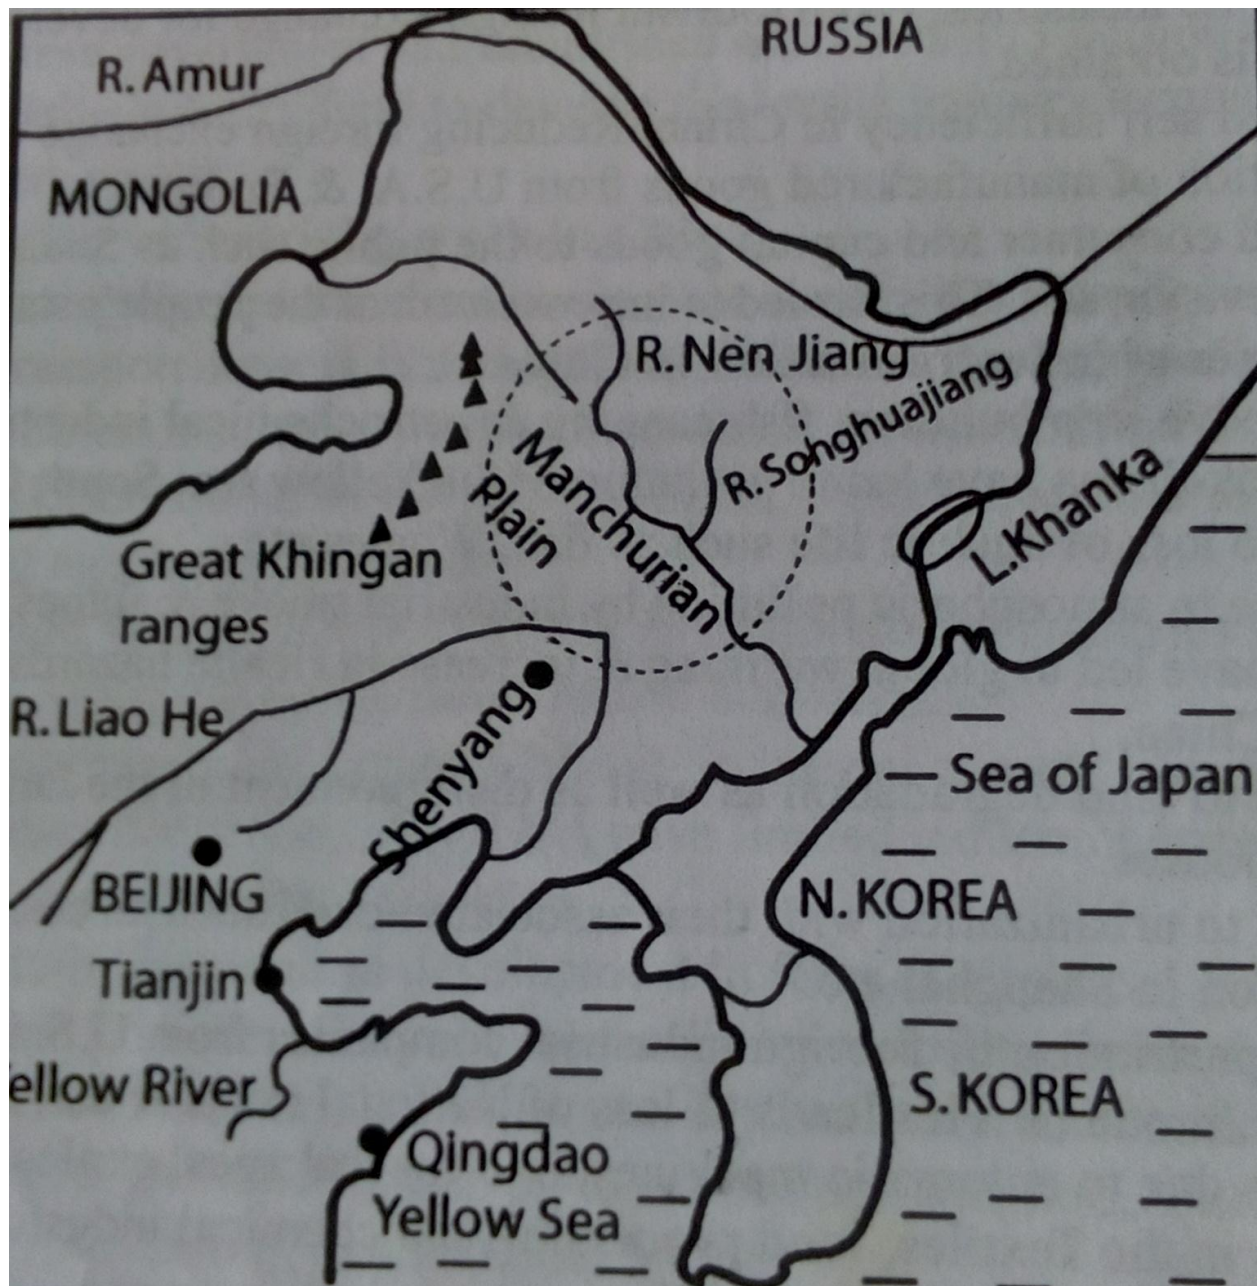 RUSSIA
R. Amur
MONGOLIA
R. Nen Jiang
R. Songhuajiang
Manchurian
Plain
L. Khanka
Great Khingan
ranges
R. Liao He
Shenyang
Sea of Japan
BEIJING
N. KOREA
Tianjin
ellow River
S. KOREA
Qingdao
Yellow Sea